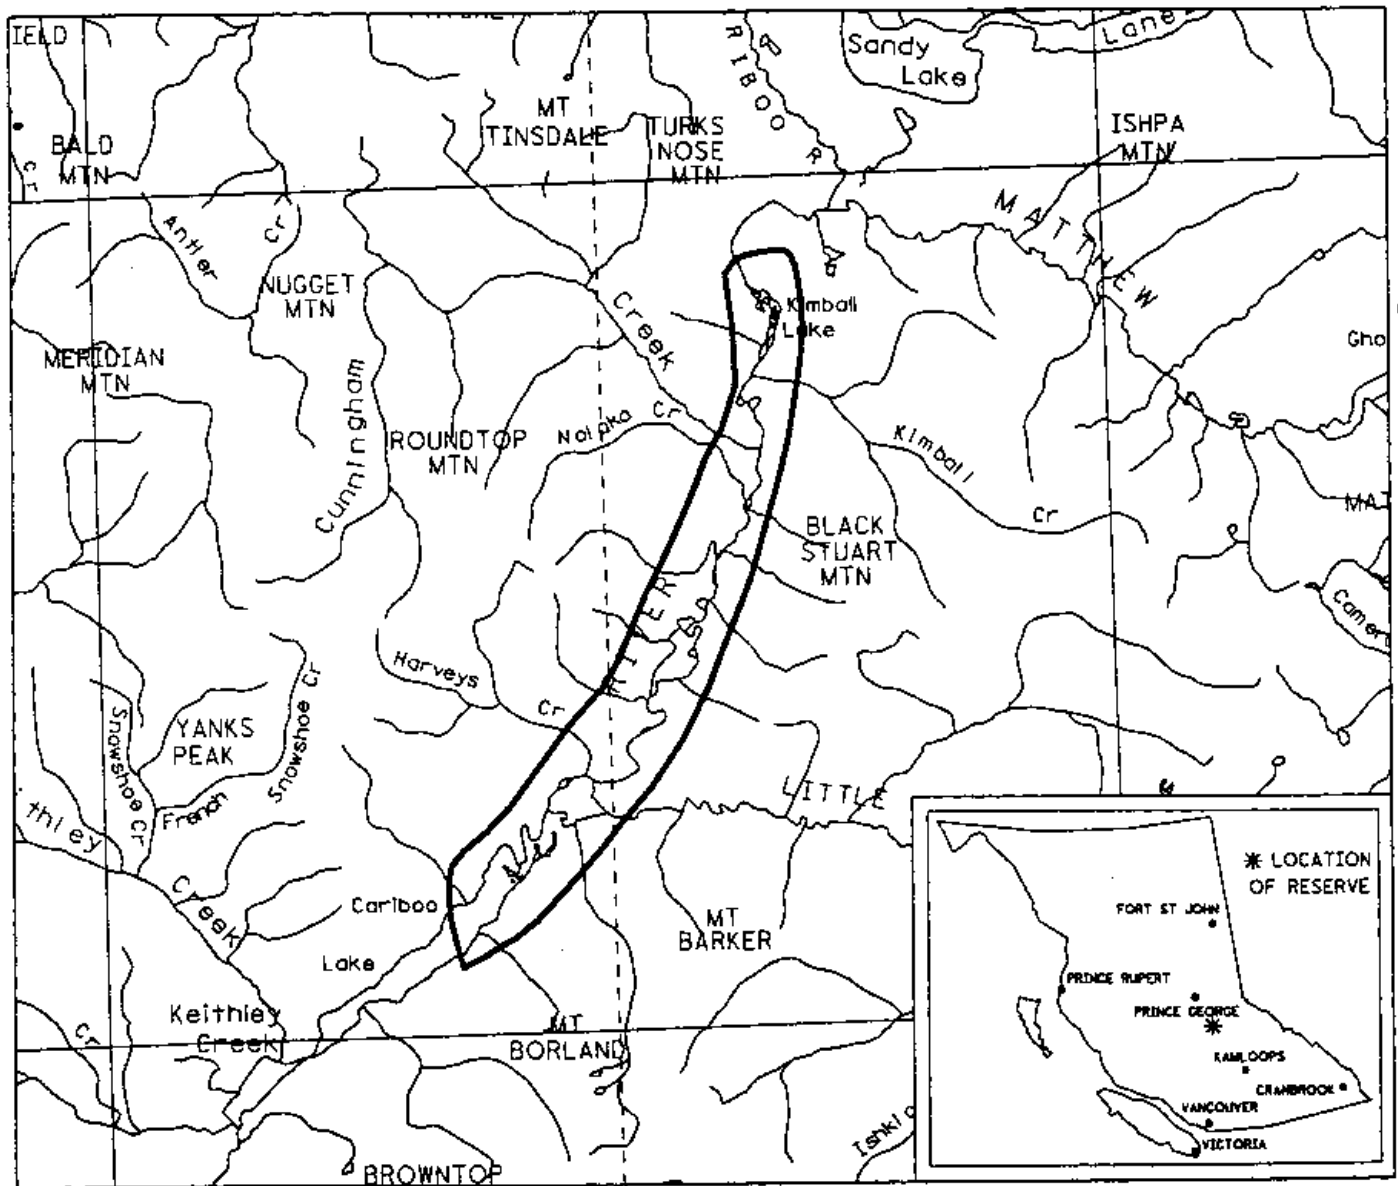 IELD
RIBOO
R
Sandy
Lake
Lane
BALD
MTN
Cr
MT
TINSDALE
TURKS
NOSE
MTN
ISHPA
MTN
Antler
Cr
NUGGET
MTN
MATTHEW
Creek
Kimball
Lake
Gho
MERIDIAN
MTN
Cunningham
ROUNDTOP
MTN
Cr
Kimball
Cr
BLACK
STUART
MTN
RIVER
Harveys
Cr
Snowshoe Cr
YANKS
PEAK
French
Snowshoe Cr
LITTLE
thley
Creek
Cariboo
Lake
MT
BARKER
Keithley
Creek
Cr
MT
BORLAND
BROWNTOP
LOCATION
OF RESERVE
FORT ST JOHN
PRINCE RUPERT
PRINCE GEORGE
KAMLOOPS
CRANBROOK
VANCOUVER
VICTORIA